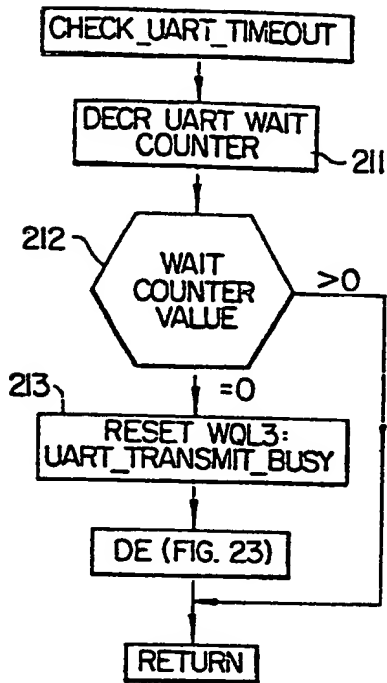 CHECK_UART_TIMEOUT
DECR UART WAIT
COUNTER
211
212
WAIT
COUNTER
VALUE
>0
=0
213
RESET WQL3:
UART_TRANSMIT_BUSY
DE (FIG. 23)
RETURN